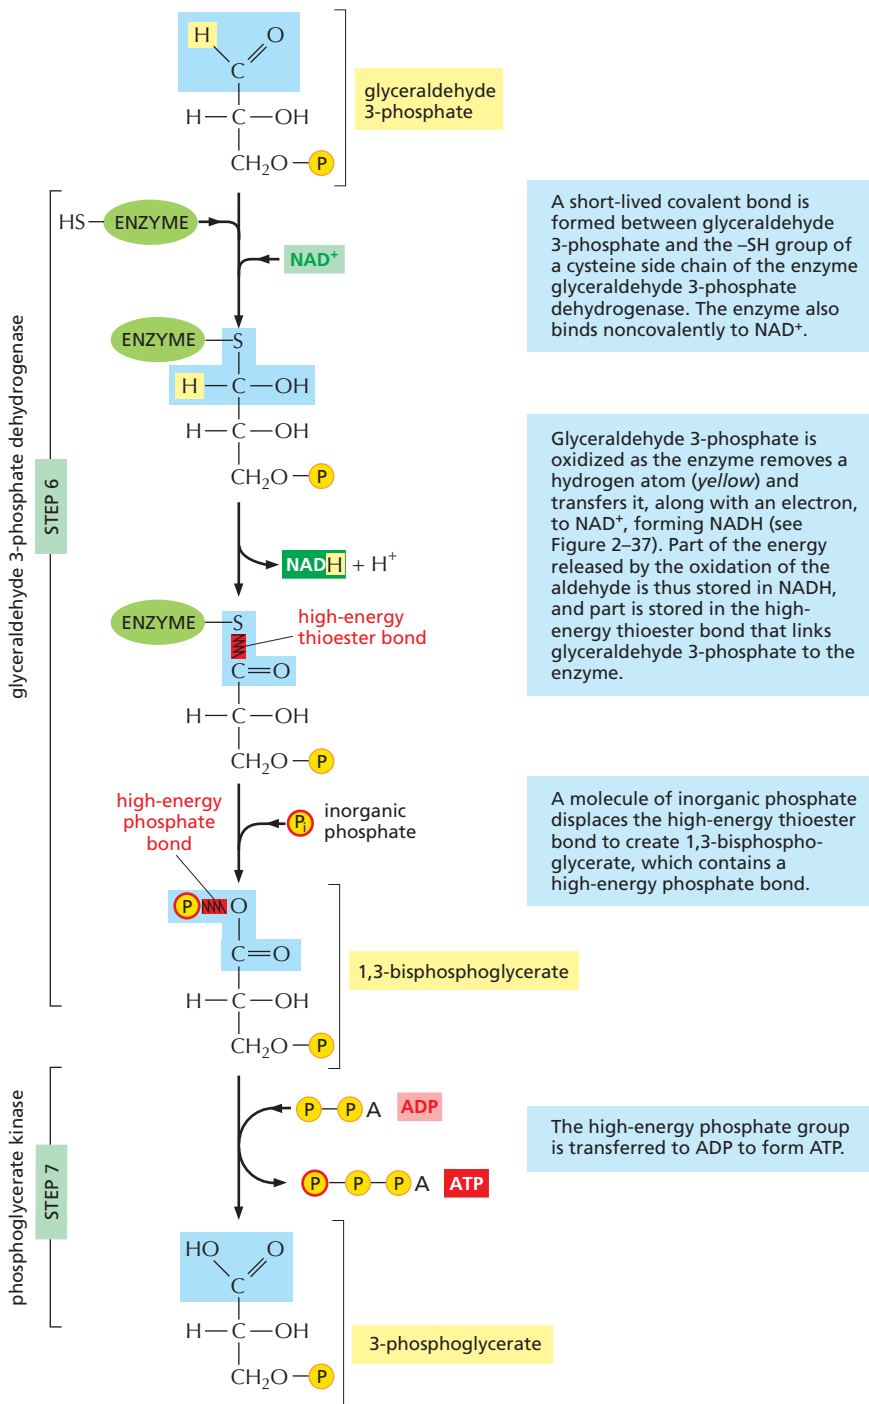 H O
C
glyceraldehyde
3-phosphate
H—C—OH
CH₂O—P
glyceraldehyde 3-phosphate dehydrogenase
STEP 6
HS—ENZYME
NAD⁺
A short-lived covalent bond is
formed between glyceraldehyde
3-phosphate and the –SH group of
a cysteine side chain of the enzyme
glyceraldehyde 3-phosphate
dehydrogenase. The enzyme also
binds noncovalently to NAD⁺.
ENZYME—S
H—C—OH
H—C—OH
CH₂O—P
NADH + H⁺
Glyceraldehyde 3-phosphate is
oxidized as the enzyme removes a
hydrogen atom (yellow) and
transfers it, along with an electron,
to NAD⁺, forming NADH (see
Figure 2–37). Part of the energy
released by the oxidation of the
aldehyde is thus stored in NADH,
and part is stored in the high-
energy thioester bond that links
glyceraldehyde 3-phosphate to the
enzyme.
ENZYME—S
high-energy
thioester bond
C=O
H—C—OH
CH₂O—P
high-energy
phosphate
bond
Pᵢ inorganic
phosphate
A molecule of inorganic phosphate
displaces the high-energy thioester
bond to create 1,3-bisphospho-
glycerate, which contains a
high-energy phosphate bond.
P O
C=O
1,3-bisphosphoglycerate
H—C—OH
CH₂O—P
phosphoglycerate kinase
STEP 7
P—P A ADP
P—P—P A ATP
The high-energy phosphate group
is transferred to ADP to form ATP.
HO O
C
H—C—OH
3-phosphoglycerate
CH₂O—P